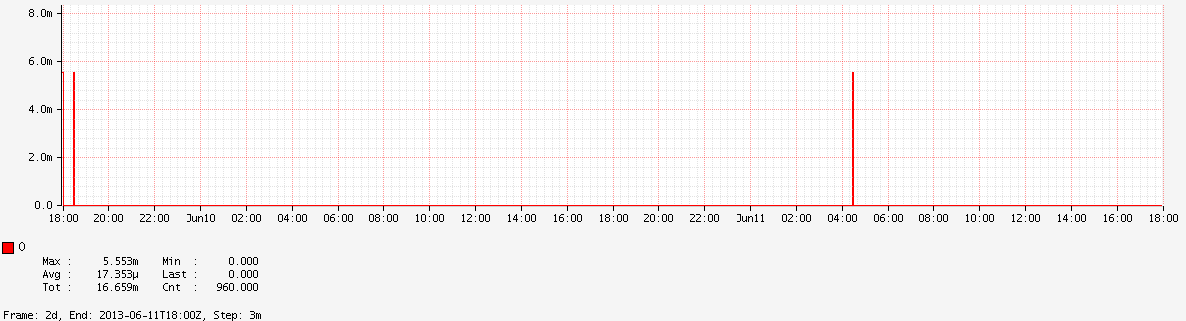 8.0m
6.0m
4.0m
2.0m
0.0
18:00 20:00 22:00 Jun10 02:00 04:00 06:00 08:00 10:00 12:00 14:00 16:00 18:00 20:00 22:00 Jun11 02:00 04:00 06:00 08:00 10:00 12:00 14:00 16:00 18:00
0
Max : 5.553m Min : 0.000
Avg : 17.353µ Last : 0.000
Tot : 16.659m Cnt : 960.000
Frame: 2d, End: 2013-06-11T18:00Z, Step: 3m